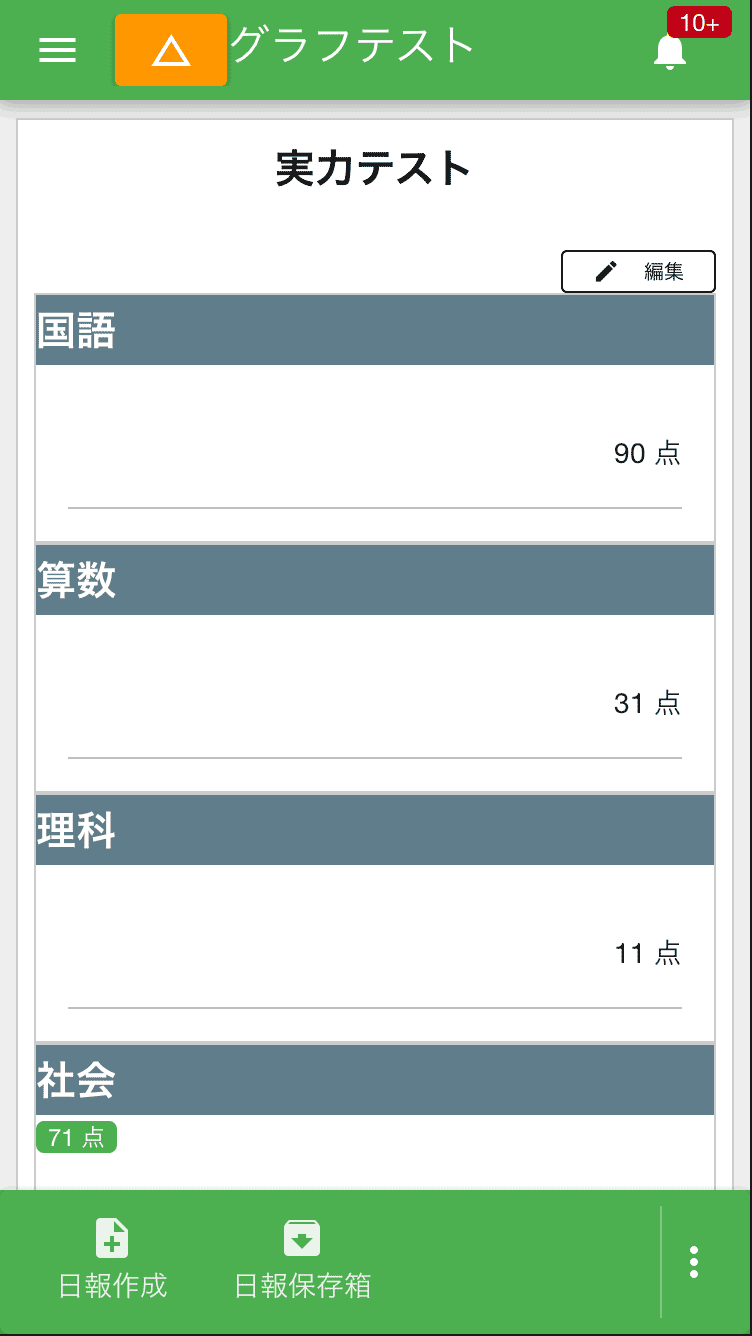 10+
グラフテスト
実力テスト
編集
国語
90 点
算数
31 点
理科
11 点
社会
71 点
日報作成
日報保存箱